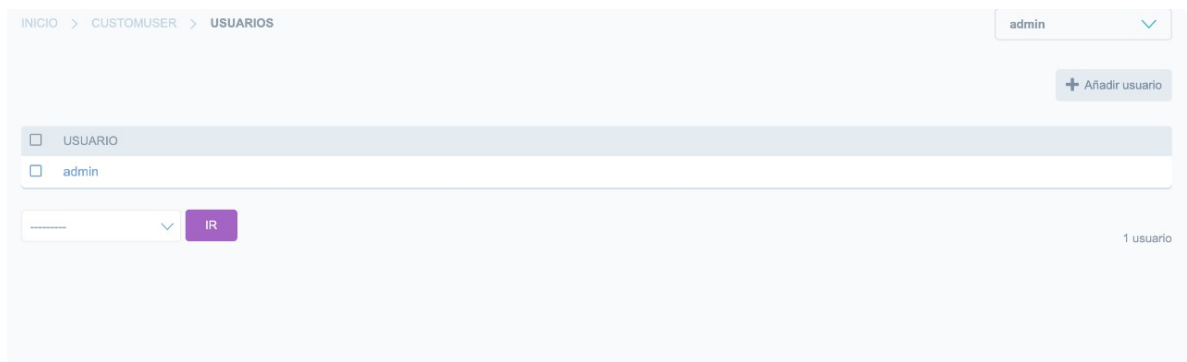 INICIO > CUSTOMUSER > USUARIOS
admin
+ Añadir usuario
USUARIO
admin
---------
IR
1 usuario